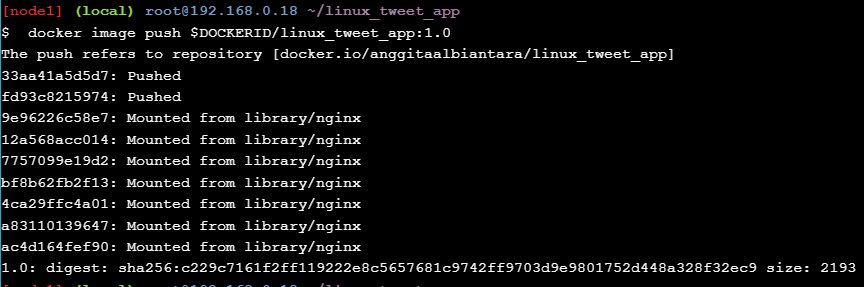 [node1] (local) root@192.168.0.18 ~/linux_tweet_app
$  docker image push $DOCKERID/linux_tweet_app:1.0
The push refers to repository [docker.io/anggitaalbiantara/linux_tweet_app]
33aa41a5d5d7: Pushed
fd93c8215974: Pushed
9e96226c58e7: Mounted from library/nginx
12a568acc014: Mounted from library/nginx
7757099e19d2: Mounted from library/nginx
bf8b62fb2f13: Mounted from library/nginx
4ca29ffc4a01: Mounted from library/nginx
a83110139647: Mounted from library/nginx
ac4d164fef90: Mounted from library/nginx
1.0: digest: sha256:c229c7161f2ff119222e8c5657681c9742ff9703d9e9801752d448a328f32ec9 size: 2193